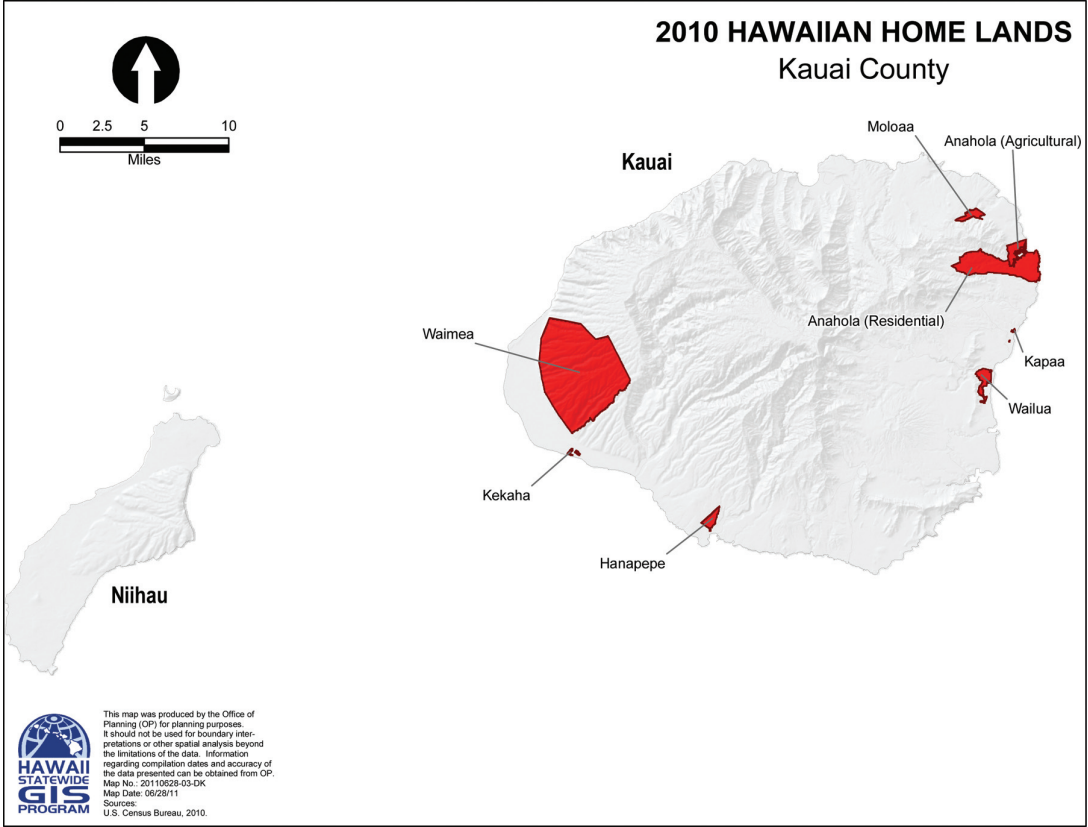 2010 HAWAIIAN HOME LANDS
Kauai County
0 2.5 5 10
Miles
Kauai
Moloaa
Anahola (Agricultural)
Anahola (Residential)
Waimea
Kapaa
Wailua
Kekaha
Hanapepe
Niihau
HAWAII
STATEWIDE
GIS
PROGRAM
This map was produced by the Office of
Planning (OP) for planning purposes.
It should not be used for boundary inter-
pretations or other spatial analysis beyond
the limitations of the data. Information
regarding compilation dates and accuracy of
the data presented can be obtained from OP.
Map No.: 20110628-03-DK
Map Date: 06/28/11
Sources:
U.S. Census Bureau, 2010.